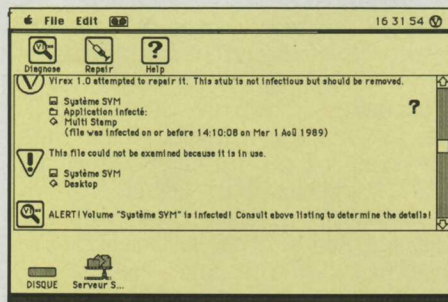 File Edit 16 31 54
Diagnose Repair Help
Virex 1.0 attempted to repair it. This stub is not infectious but should be removed.
Système SVM
Application infecté:
Multi Stamp
(file was infected on or before 14:10:08 on Mar 1 Aoû 1989)
This file could not be examined because it is in use.
Système SVM
Desktop
ALERT! Volume "Système SVM" is infected! Consult above listing to determine the details!
DISQUE Serveur S...